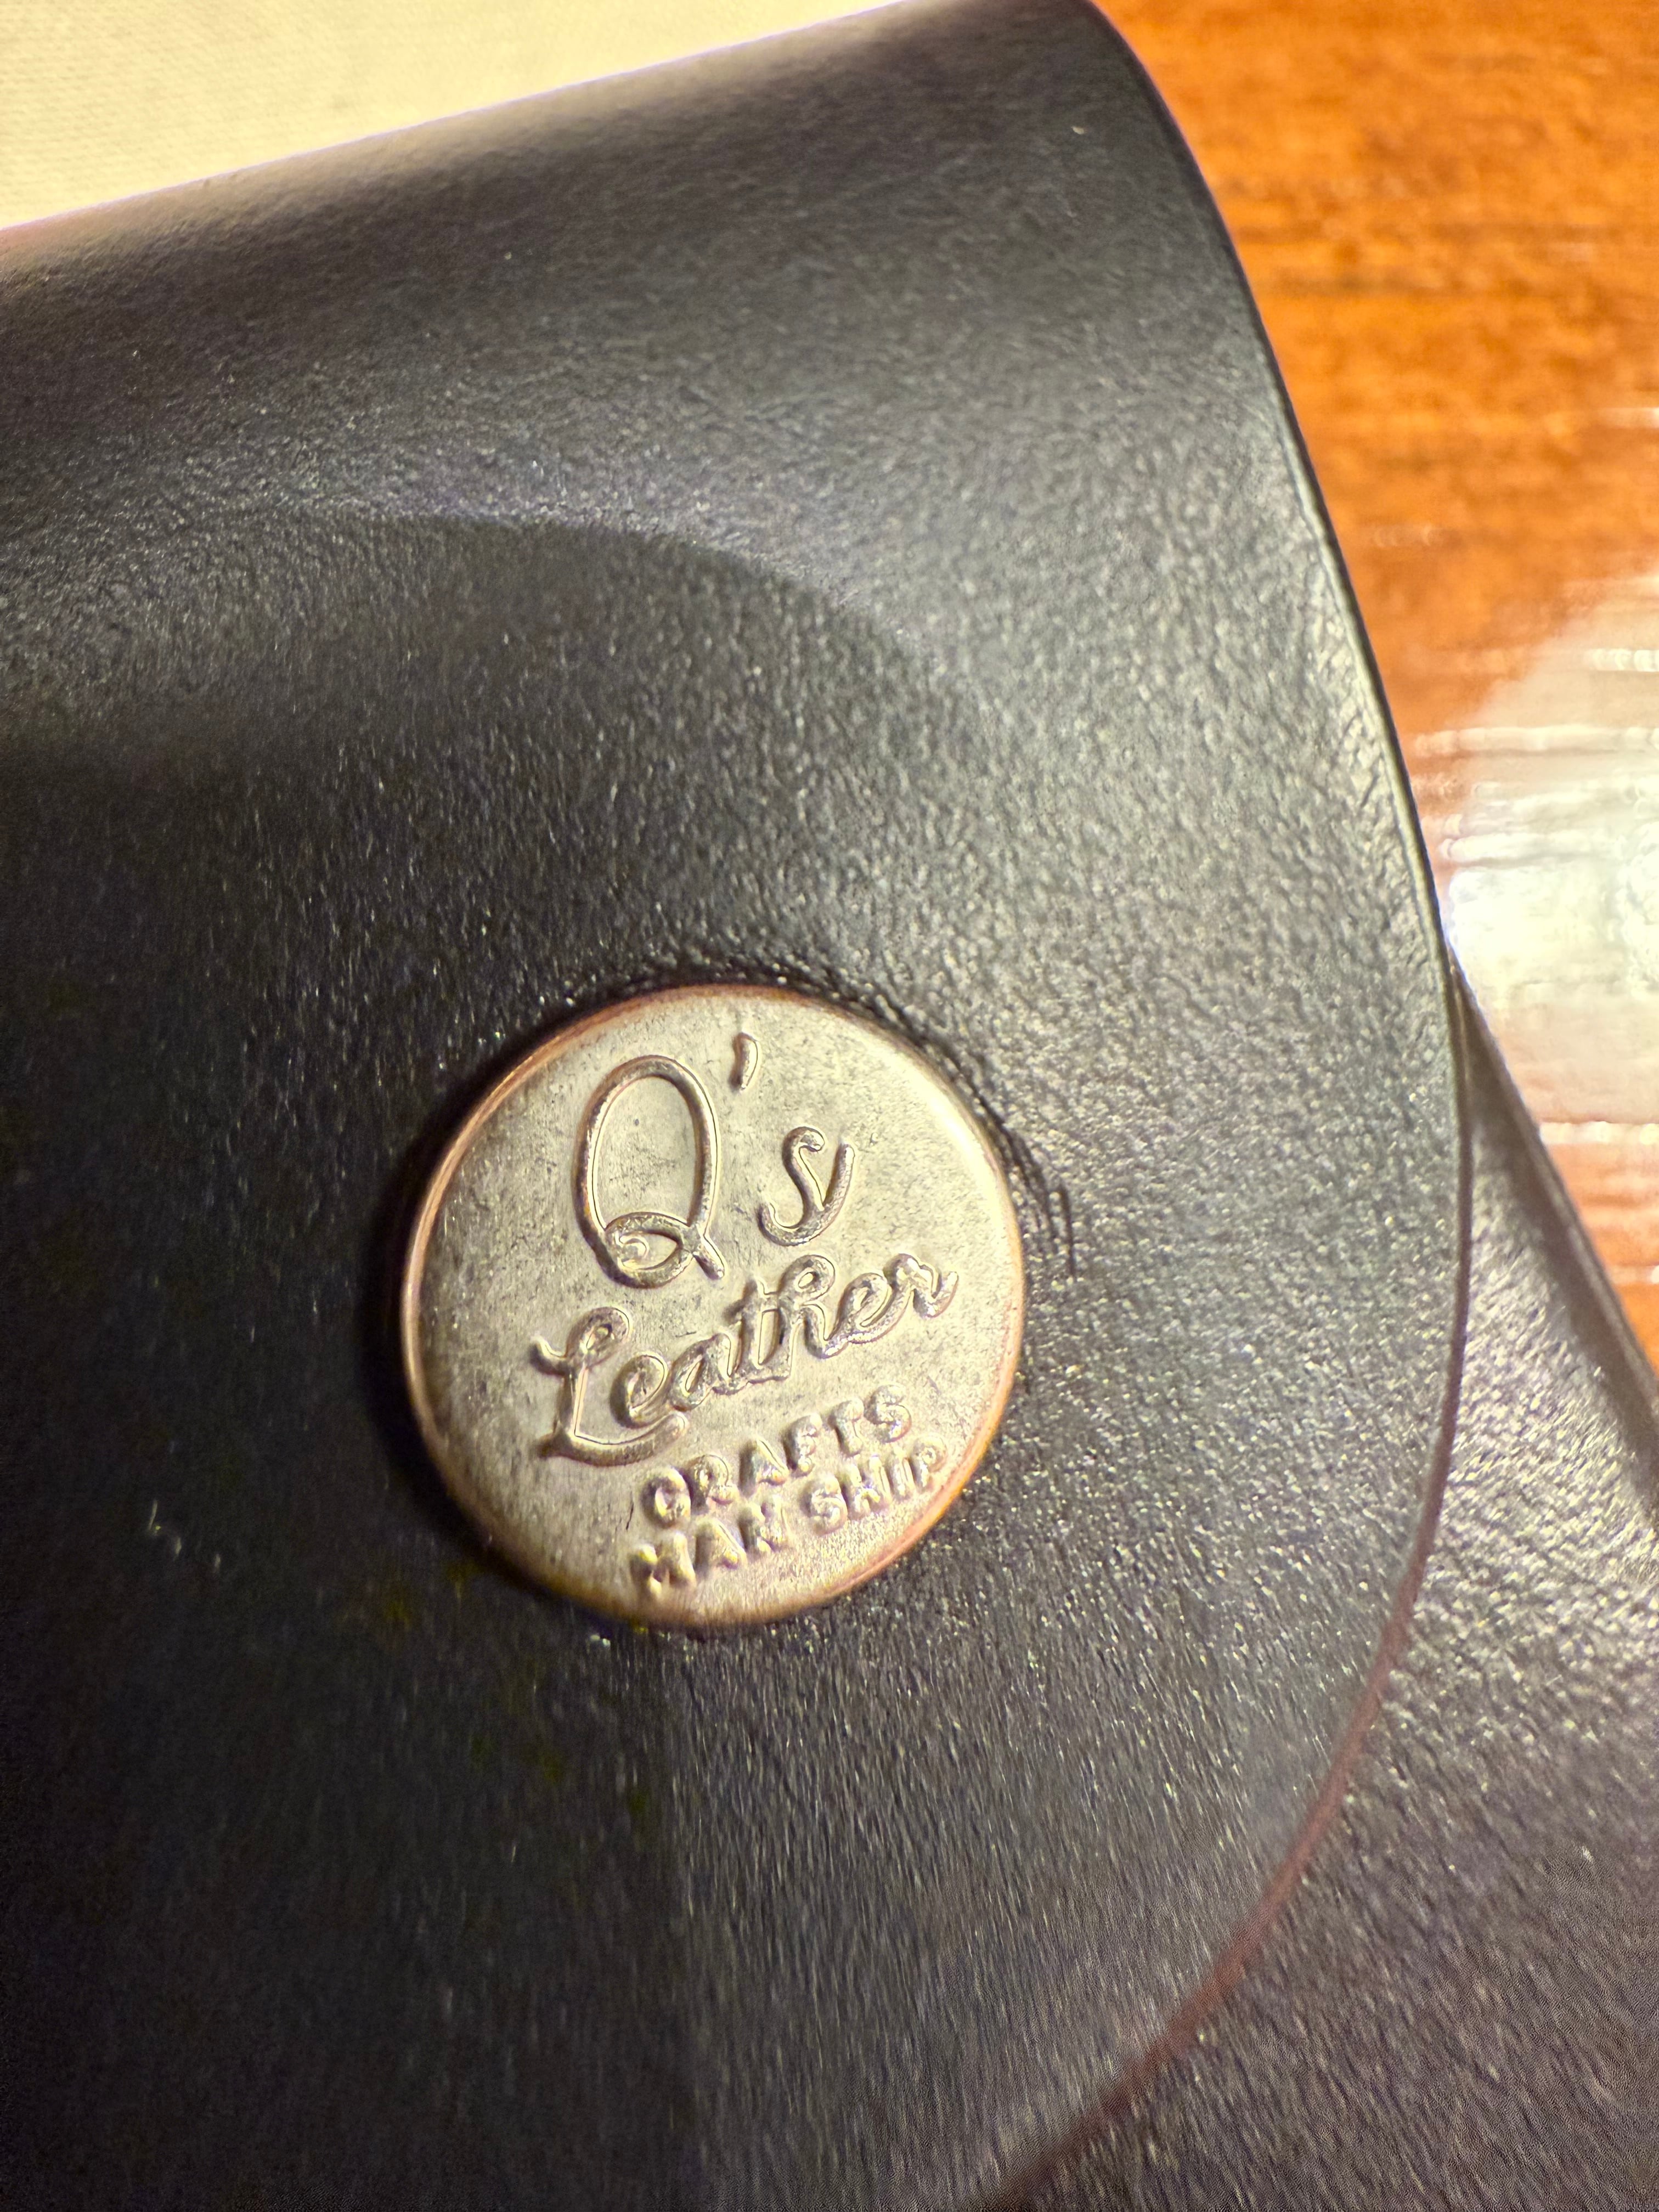 Q's
Leather
CRAFTS
MAN SHIP